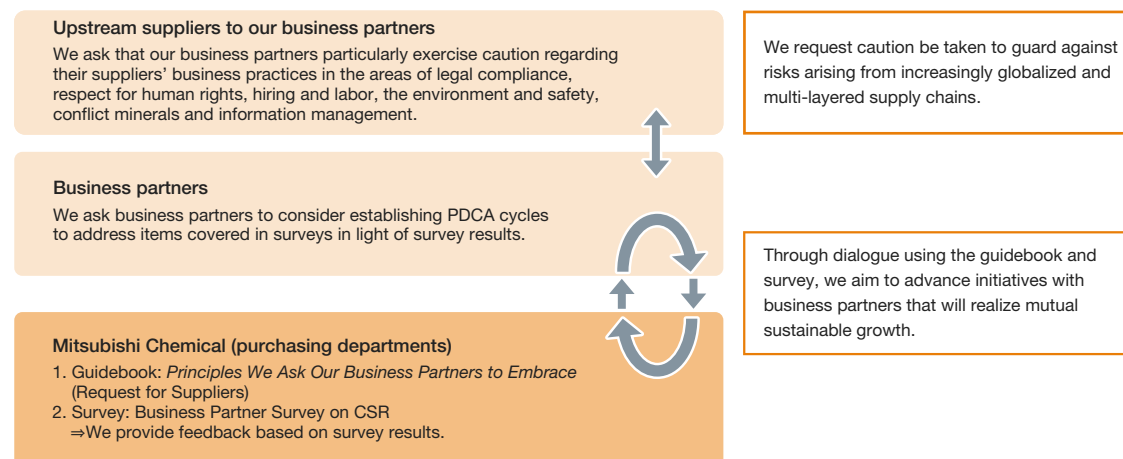 Upstream suppliers to our business partners
We ask that our business partners particularly exercise caution regarding
their suppliers’ business practices in the areas of legal compliance,
respect for human rights, hiring and labor, the environment and safety,
conflict minerals and information management.
We request caution be taken to guard against
risks arising from increasingly globalized and
multi-layered supply chains.
Business partners
We ask business partners to consider establishing PDCA cycles
to address items covered in surveys in light of survey results.
Through dialogue using the guidebook and
survey, we aim to advance initiatives with
business partners that will realize mutual
sustainable growth.
Mitsubishi Chemical (purchasing departments)
1. Guidebook: Principles We Ask Our Business Partners to Embrace
(Request for Suppliers)
2. Survey: Business Partner Survey on CSR
⇒We provide feedback based on survey results.